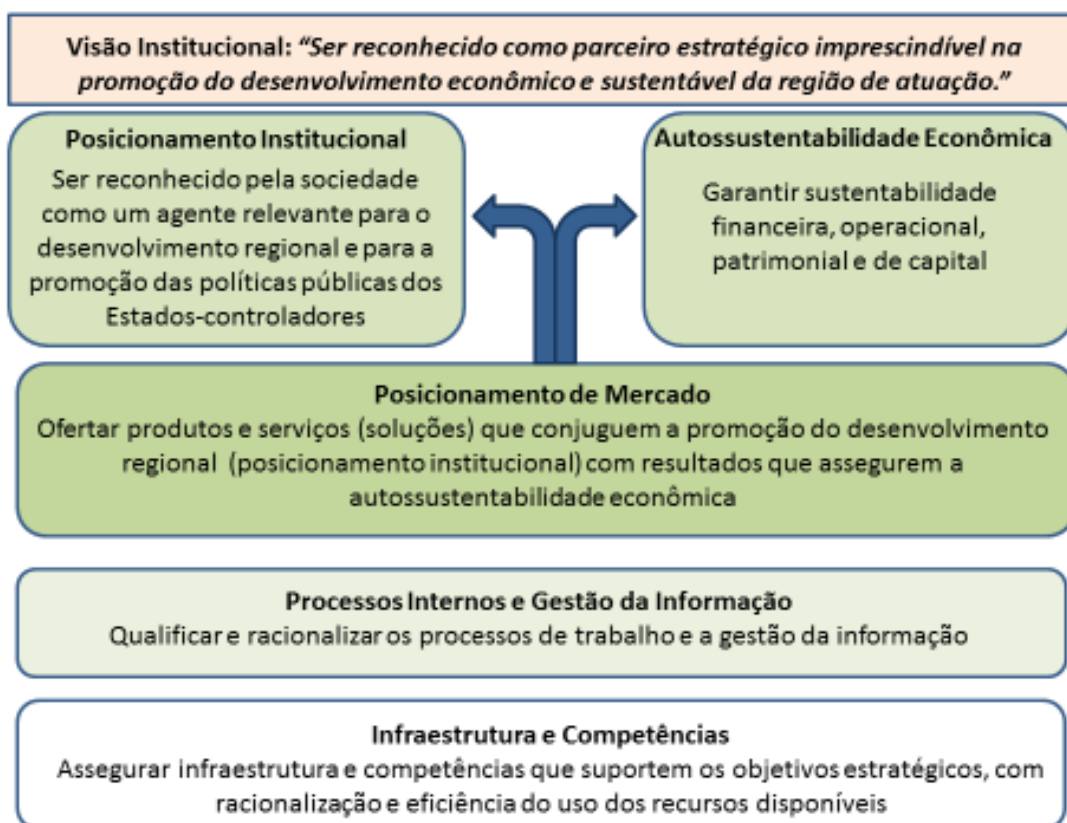 Visão Institucional: “Ser reconhecido como parceiro estratégico imprescindível na
promoção do desenvolvimento econômico e sustentável da região de atuação.”
Posicionamento Institucional
Ser reconhecido pela sociedade
como um agente relevante para o
desenvolvimento regional e para a
promoção das políticas públicas dos
Estados-controladores
Autossustentabilidade Econômica
Garantir sustentabilidade
financeira, operacional,
patrimonial e de capital
Posicionamento de Mercado
Ofertar produtos e serviços (soluções) que conjuguem a promoção do desenvolvimento
regional (posicionamento institucional) com resultados que assegurem a
autossustentabilidade econômica
Processos Internos e Gestão da Informação
Qualificar e racionalizar os processos de trabalho e a gestão da informação
Infraestrutura e Competências
Assegurar infraestrutura e competências que suportem os objetivos estratégicos, com
racionalização e eficiência do uso dos recursos disponíveis